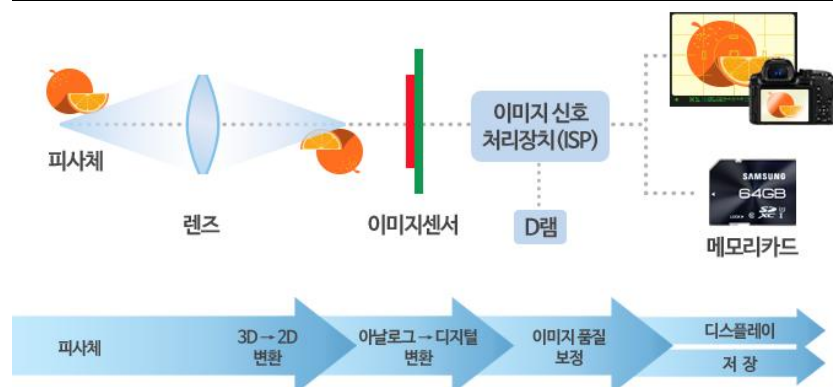 피사체
렌즈
이미지센서
이미지 신호
처리장치(ISP)
D램
SAMSUNG
64GB
메모리카드
피사체
3D → 2D
변환
아날로그 → 디지털
변환
이미지 품질
보정
디스플레이
저 장